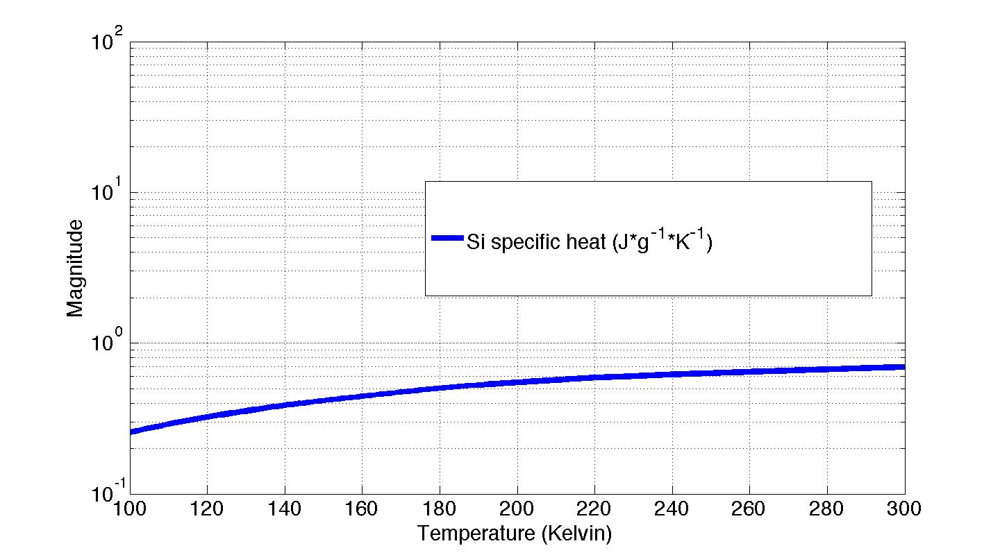 10^2
10^1
10^0
10^-1
Magnitude
Si specific heat (J*g^-1*K^-1)
100 120 140 160 180 200 220 240 260 280 300
Temperature (Kelvin)